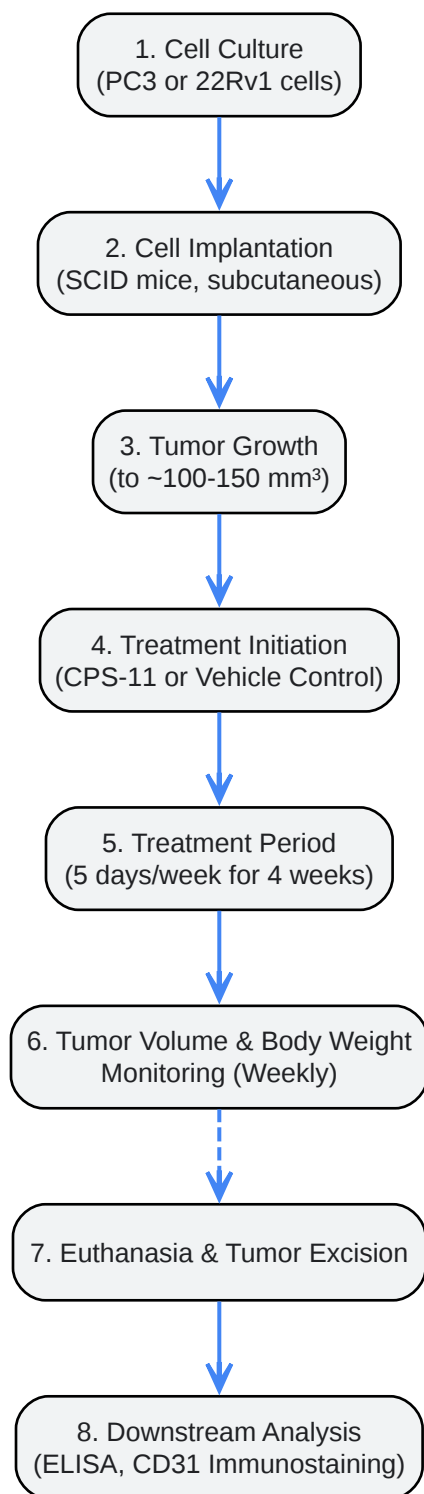 1. Cell Culture
(PC3 or 22Rv1 cells)
2. Cell Implantation
(SCID mice, subcutaneous)
3. Tumor Growth
(to ~100-150 mm³)
4. Treatment Initiation
(CPS-11 or Vehicle Control)
5. Treatment Period
(5 days/week for 4 weeks)
6. Tumor Volume & Body Weight
Monitoring (Weekly)
7. Euthanasia & Tumor Excision
8. Downstream Analysis
(ELISA, CD31 Immunostaining)